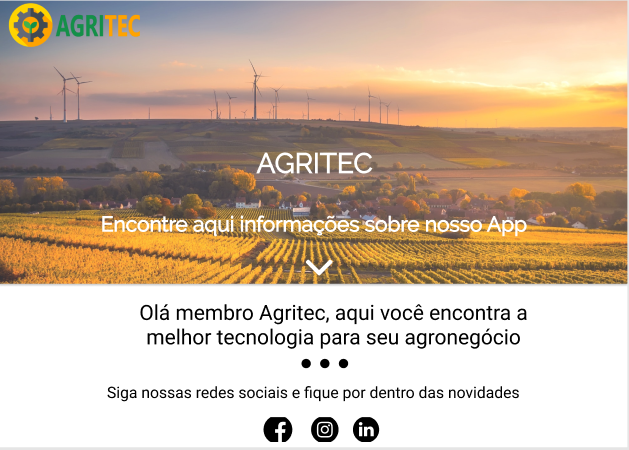 AGRITEC
AGRITEC
Encontre aqui informações sobre nosso App
Olá membro Agritec, aqui você encontra a
melhor tecnologia para seu agronegócio
Siga nossas redes sociais e fique por dentro das novidades